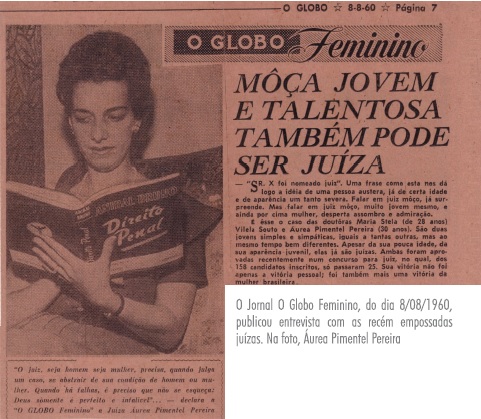 O GLOBO ☆ 8-8-60 ☆ Página 7
O GLOBO Feminino
MÔÇA JOVEM
E TALENTOSA
TAMBÉM PODE
SER JUÍZA
— "SR. X foi nomeado juiz". Uma frase como esta nos dá
logo a idéia de uma pessoa austera, já de certa idade
e de aparência um tanto severa. Falar em juiz môço, já sur-
preende. Mas falar em juiz môço, muito jovem mesmo, e
ainda por cima mulher, desperta assombro e admiração.
E êsse o caso das doutôras Maria Stela (de 28 anos)
Vilela Souto e Aurea Pimentel Pereira (30 anos). São duas
jovens simples e simpáticas, iguais a tantas outras, mas ao
mesmo tempo bem diferentes. Apesar da sua pouca idade, da
sua aparência juvenil, elas já são juízas. Ambas foram apro-
vadas recentemente num concurso para juiz, no qual, dos
158 candidatos inscritos, só passaram 25. Sua vitória não foi
apenas a vitória pessoal; foi também mais uma vitória da
mulher brasileira.
Direito
Penal
"O juiz, seja homem seja mulher, precisa, quando julga
um caso, se abstrair de sua condição de homem ou mu-
lher. Quando há falhas, é preciso que não se esqueça:
Deus sòmente é perfeito e infalível"... — declara a
"O GLOBO Feminino" a Juíza Aurea Pimentel Pereira
O Jornal O Globo Feminino, do dia 8/08/1960,
publicou entrevista com as recém empossadas
juízas. Na foto, Áurea Pimentel Pereira